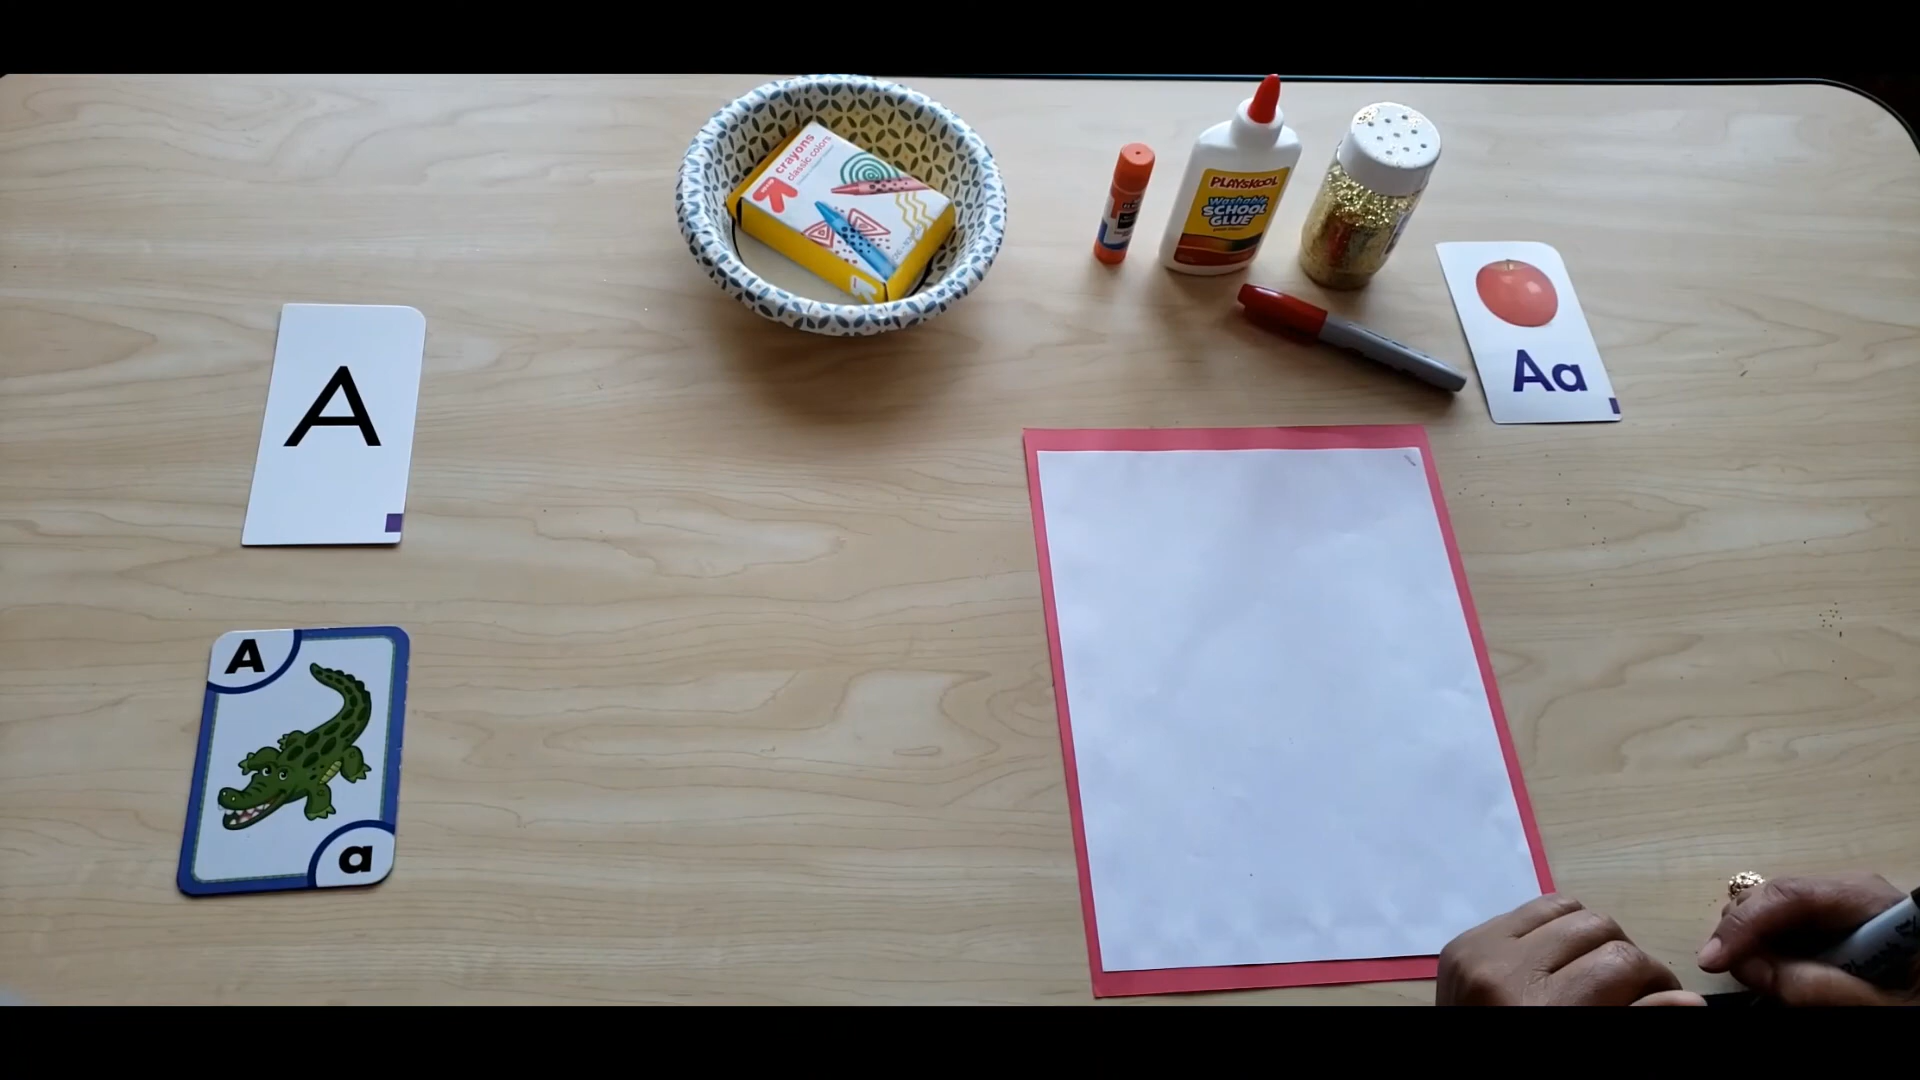 crayons
classic colors
PLAYSKOOL
Washable
SCHOOL
GLUE
Aa
A
A
a